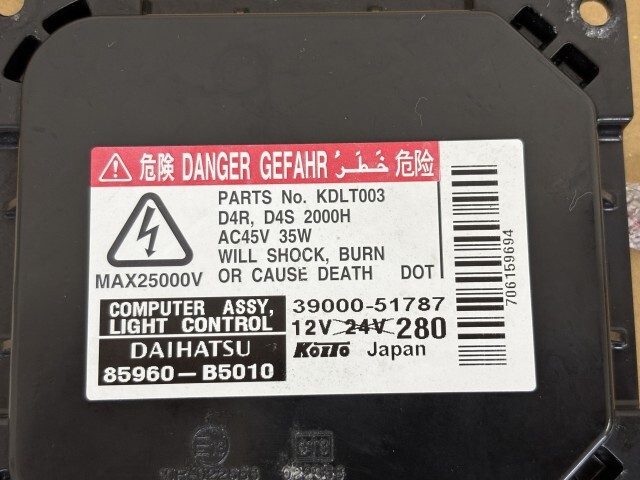 危険 DANGER GEFAHR خَطَر 危险
PARTS No. KDLT003
D4R, D4S 2000H
AC45V 35W
WILL SHOCK, BURN
OR CAUSE DEATH DOT
MAX25000V
706159694
COMPUTER ASSY,
LIGHT CONTROL
39000-51787
12V 24V 280
DAIHATSU
KOITO Japan
85960-B5010